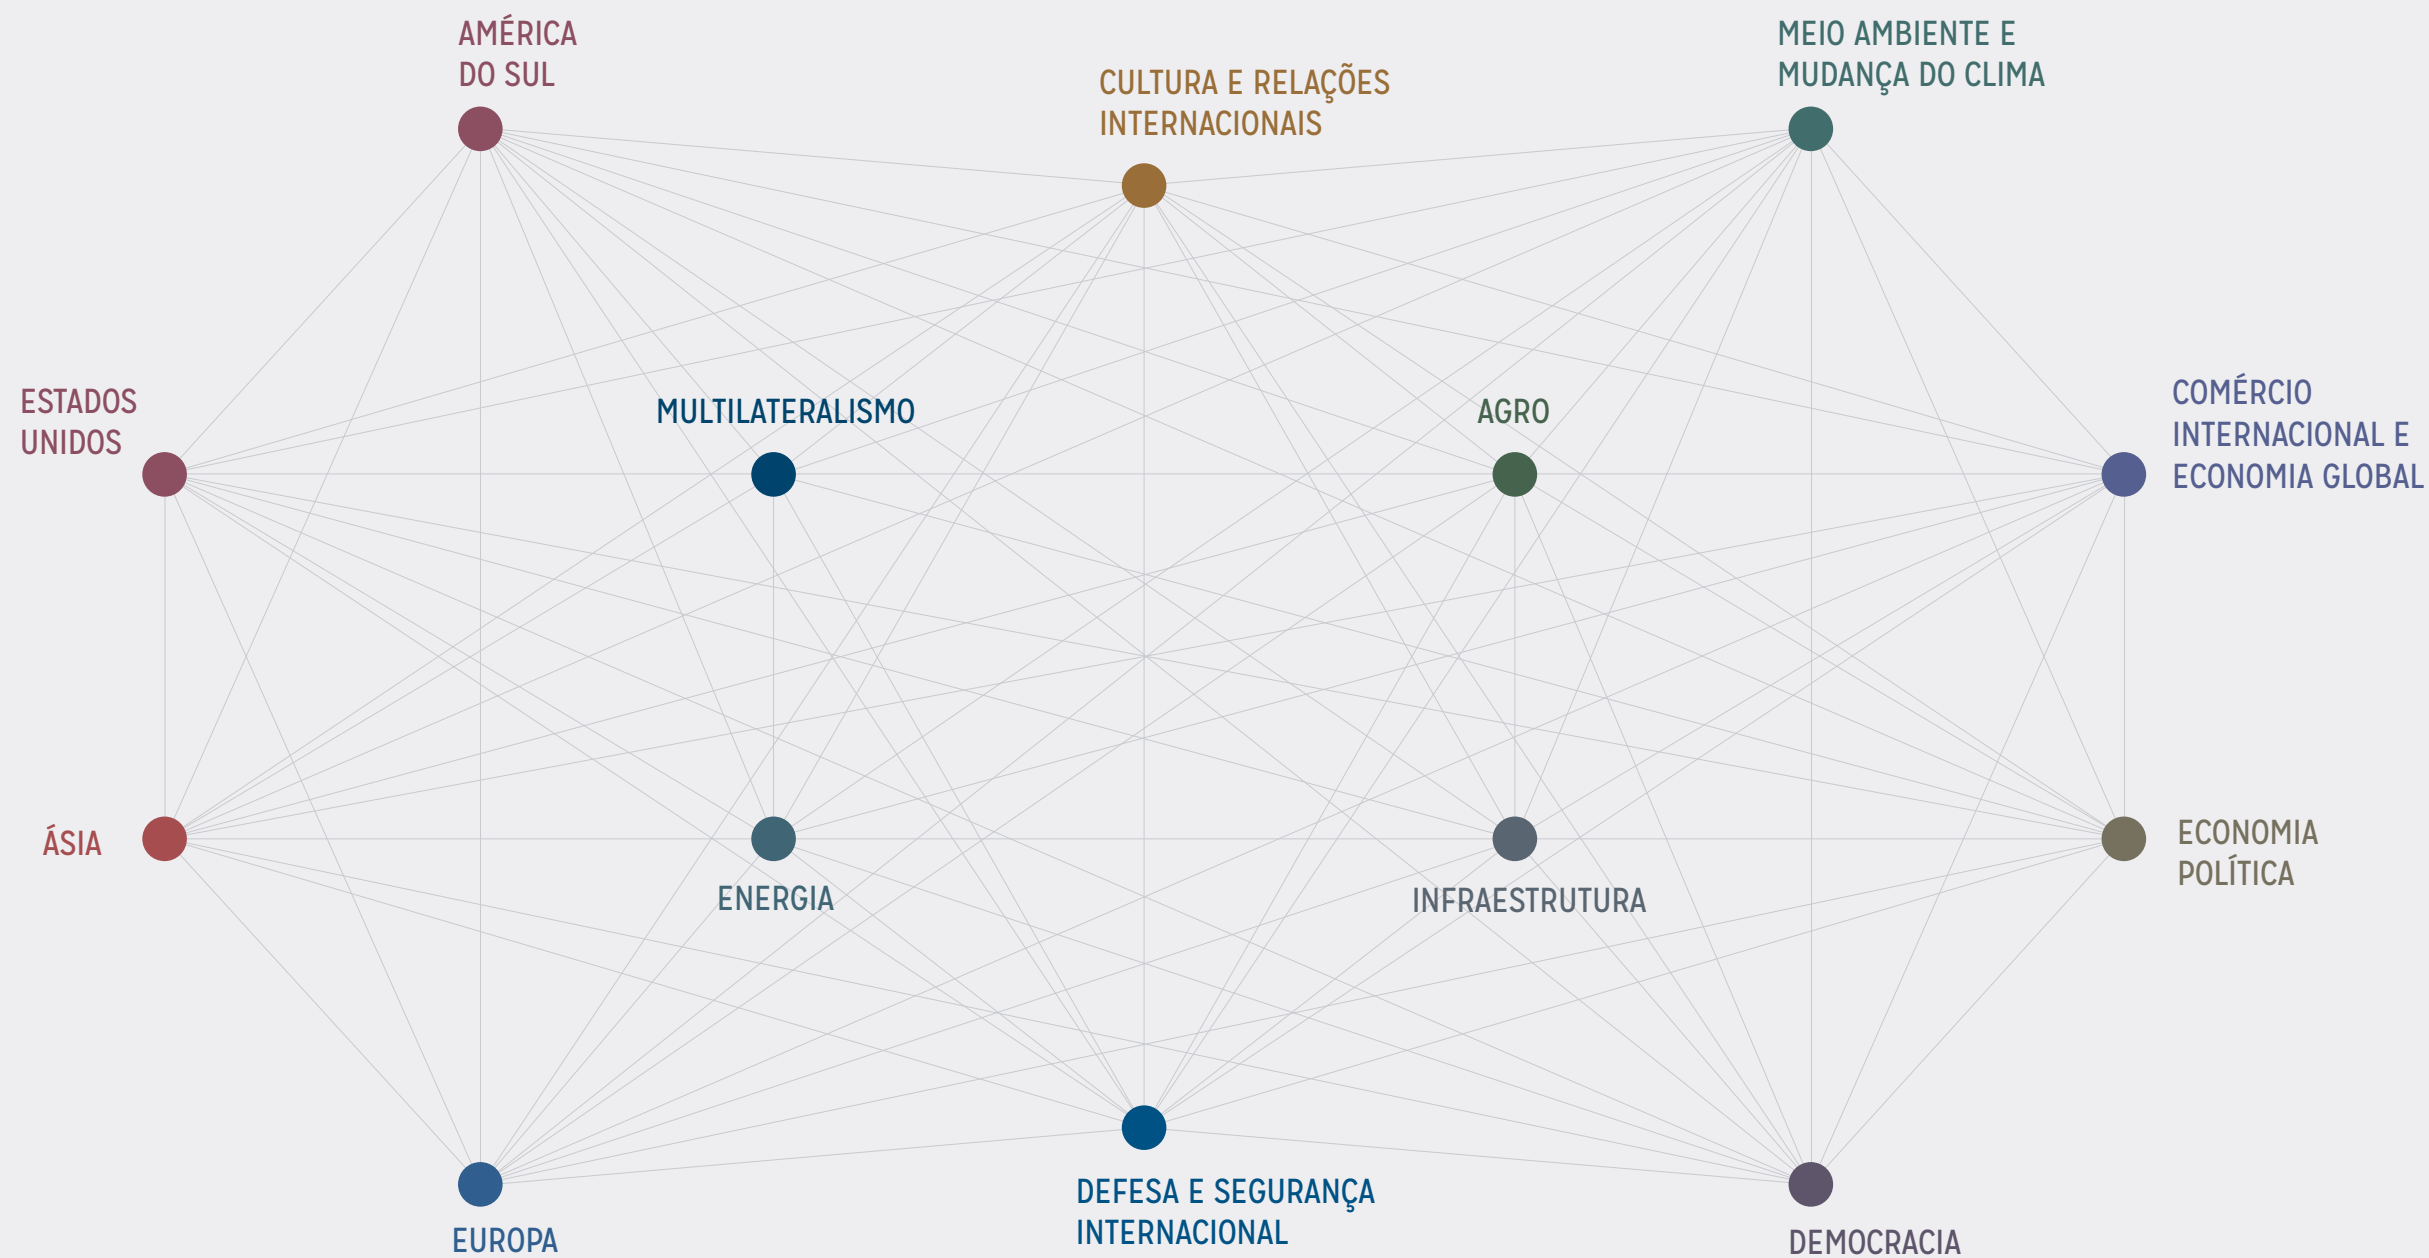 AMÉRICA
DO SUL
CULTURA E RELAÇÕES
INTERNACIONAIS
MEIO AMBIENTE E
MUDANÇA DO CLIMA
ESTADOS
UNIDOS
MULTILATERALISMO
AGRO
COMÉRCIO
INTERNACIONAL E
ECONOMIA GLOBAL
ÁSIA
ENERGIA
INFRAESTRUTURA
ECONOMIA
POLÍTICA
EUROPA
DEFESA E SEGURANÇA
INTERNACIONAL
DEMOCRACIA